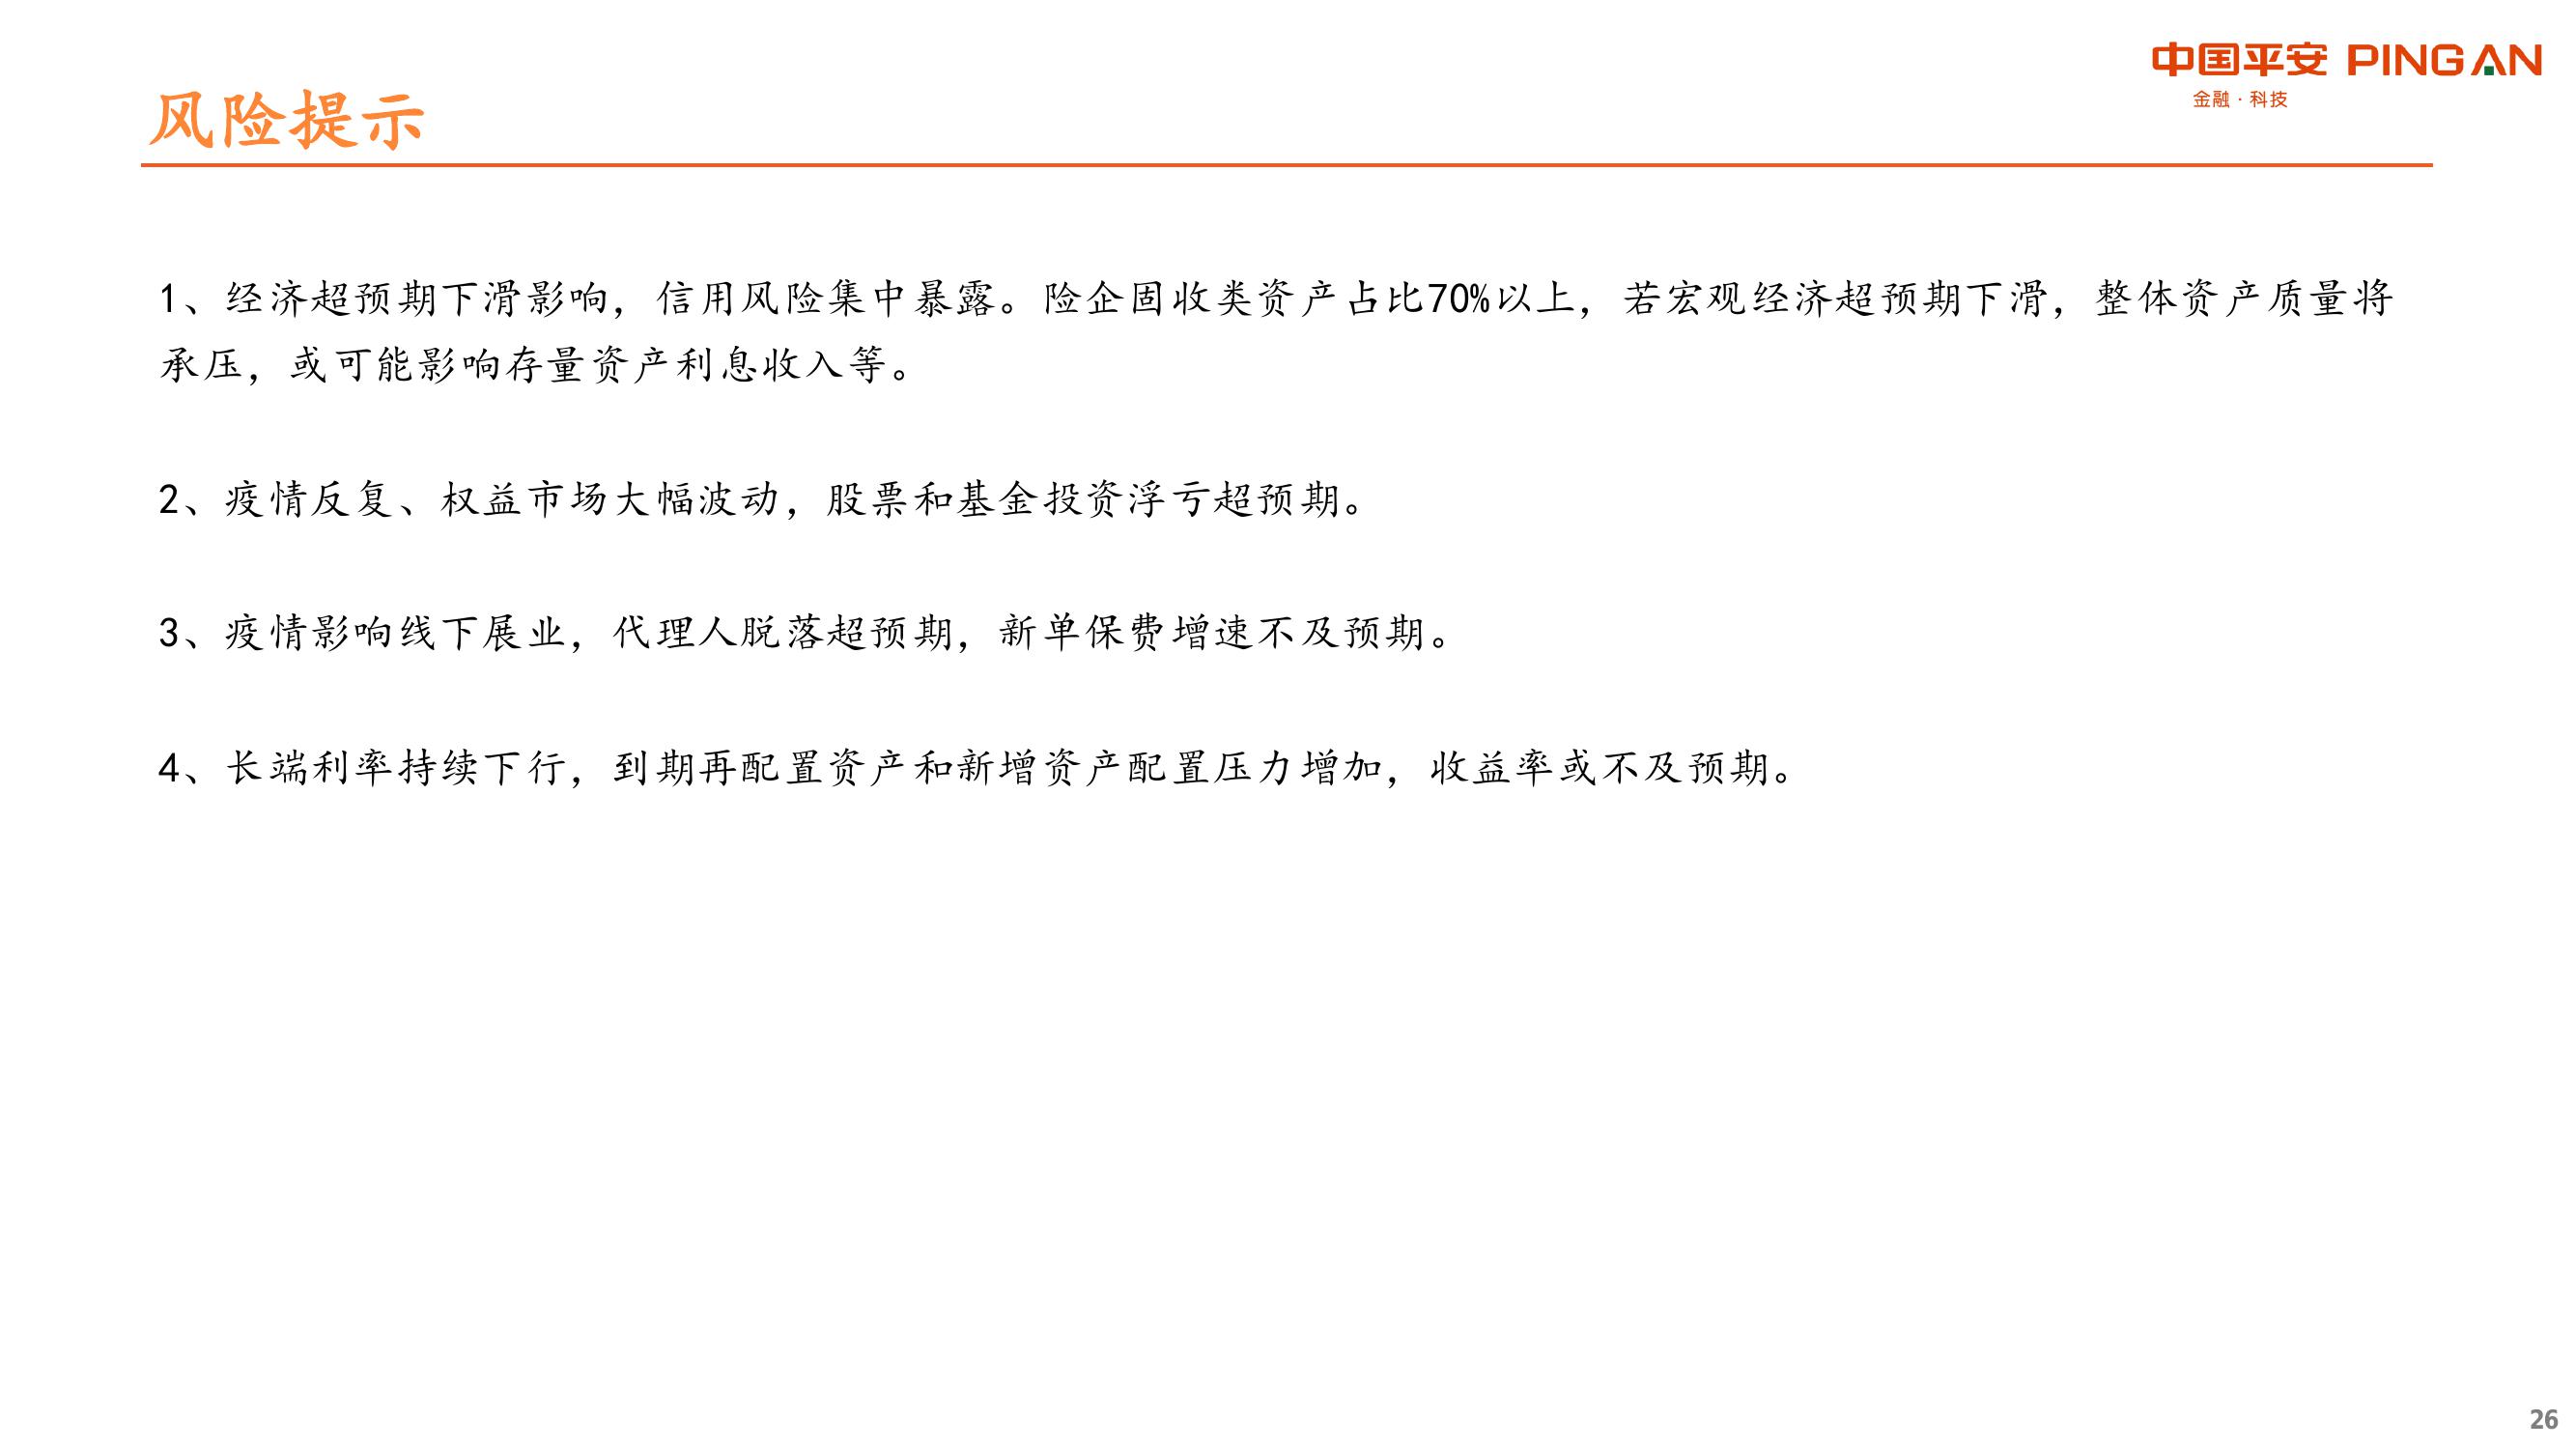 中国平安 PINGAN
金融·科技
风险提示
1、经济超预期下滑影响，信用风险集中暴露。险企固收类资产占比70%以上，若宏观经济超预期下滑，整体资产质量将
承压，或可能影响存量资产利息收入等。
2、疫情反复、权益市场大幅波动，股票和基金投资浮亏超预期。
3、疫情影响线下展业，代理人脱落超预期，新单保费增速不及预期。
4、长端利率持续下行，到期再配置资产和新增资产配置压力增加，收益率或不及预期。
26